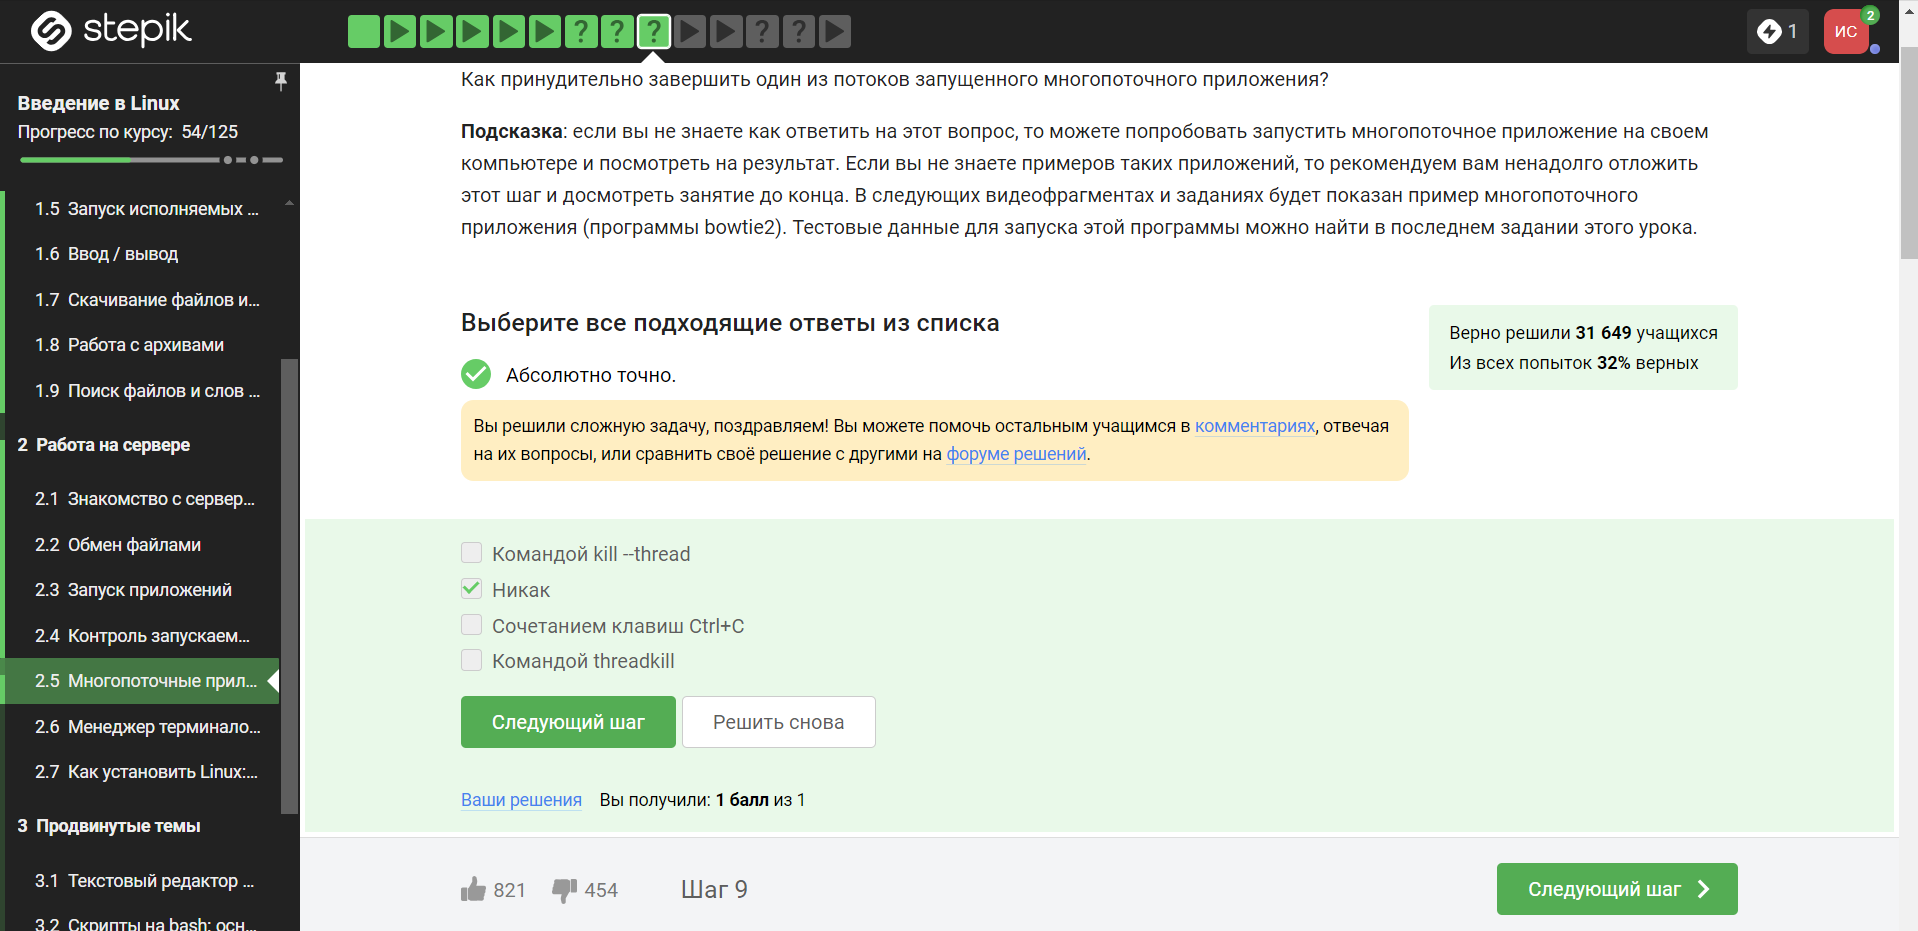 stepik
? ? ? ? ?
1
ИС
2
Введение в Linux
Прогресс по курсу: 54/125
1.5 Запуск исполняемых ...
1.6 Ввод / вывод
1.7 Скачивание файлов и...
1.8 Работа с архивами
1.9 Поиск файлов и слов ...
2 Работа на сервере
2.1 Знакомство с сервер...
2.2 Обмен файлами
2.3 Запуск приложений
2.4 Контроль запускаем...
2.5 Многопоточные прил...
2.6 Менеджер терминало...
2.7 Как установить Linux:...
3 Продвинутые темы
3.1 Текстовый редактор ...
3.2 Скрипты на bash: осн...
Как принудительно завершить один из потоков запущенного многопоточного приложения?
Подсказка: если вы не знаете как ответить на этот вопрос, то можете попробовать запустить многопоточное приложение на своем
компьютере и посмотреть на результат. Если вы не знаете примеров таких приложений, то рекомендуем вам ненадолго отложить
этот шаг и досмотреть занятие до конца. В следующих видеофрагментах и заданиях будет показан пример многопоточного
приложения (программы bowtie2). Тестовые данные для запуска этой программы можно найти в последнем задании этого урока.
Выберите все подходящие ответы из списка
Верно решили 31 649 учащихся
Из всех попыток 32% верных
Абсолютно точно.
Вы решили сложную задачу, поздравляем! Вы можете помочь остальным учащимся в комментариях, отвечая
на их вопросы, или сравнить своё решение с другими на форуме решений.
Командой kill --thread
Никак
Сочетанием клавиш Ctrl+C
Командой threadkill
Следующий шаг
Решить снова
Ваши решения Вы получили: 1 балл из 1
821 454 Шаг 9
Следующий шаг